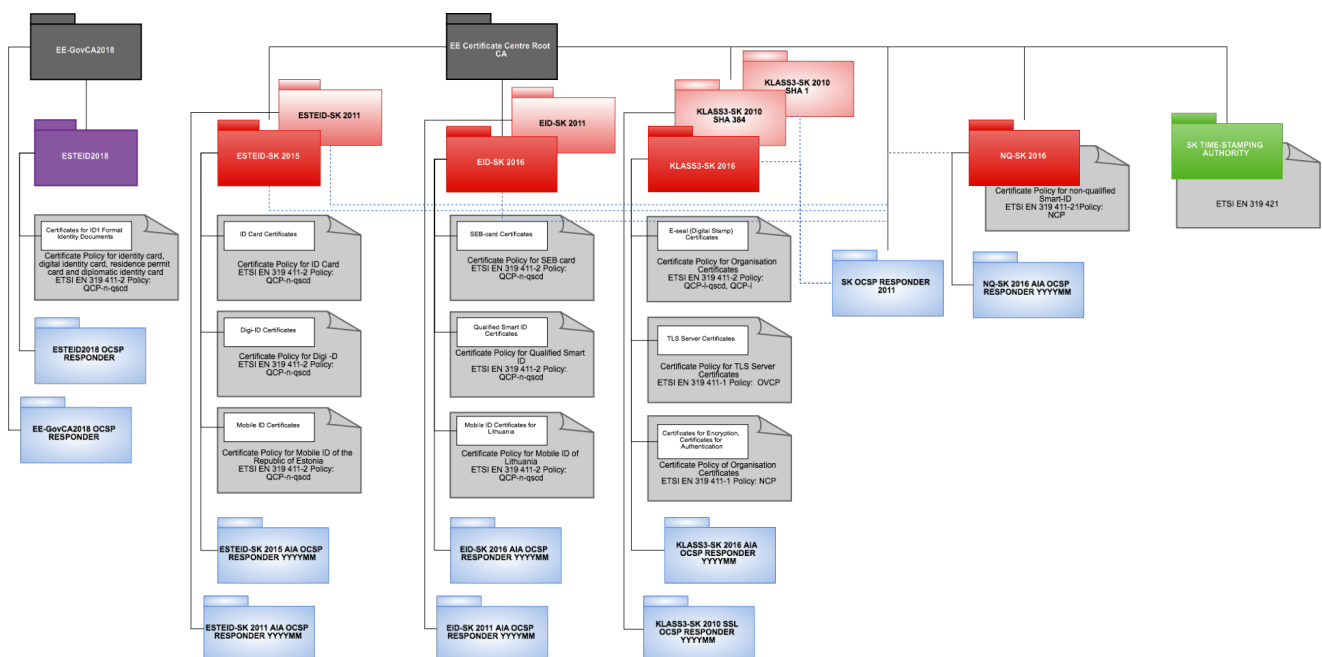 EE-GovCA2018
EE Certificate Centre Root
CA
KLASS3-SK 2010
SHA 1
ESTEID-SK 2011
EID-SK 2011
KLASS3-SK 2010
SHA 384
ESTEID2018
ESTEID-SK 2015
EID-SK 2016
KLASS3-SK 2016
NQ-SK 2016
SK TIME-STAMPING
AUTHORITY
Certificate Policy for non-qualified
Smart-ID
ETSI EN 319 411-21Policy:
NCP
ETSI EN 319 421
Certificates for ID1 Format
Identity Documents
Certificate Policy for identity card,
digital identity card, residence permit
card and diplomatic identity card
ETSI EN 319 411-2 Policy:
QCP-n-qscd
ID Card Certificates
Certificate Policy for ID Card
ETSI EN 319 411-2 Policy:
QCP-n-qscd
SEB-card Certificates
Certificate Policy for SEB card
ETSI EN 319 411-2 Policy:
QCP-n-qscd
E-seal (Digital Stamp)
Certificates
Certificate Policy for Organisation
Certificates
ETSI EN 319 411-2 Policy:
QCP-l-qscd, QCP-l
SK OCSP RESPONDER
2011
NQ-SK 2016 AIA OCSP
RESPONDER YYYYMM
ESTEID2018 OCSP
RESPONDER
Digi-ID Certificates
Certificate Policy for Digi -D
ETSI EN 319 411-2 Policy:
QCP-n-qscd
Qualified Smart ID
Certificates
Certificate Policy for Qualified Smart
ID
ETSI EN 319 411-2 Policy:
QCP-n-qscd
TLS Server Certificates
Certificate Policy for TLS Server
Certificates
ETSI EN 319 411-1 Policy: OVCP
EE-GovCA2018 OCSP
RESPONDER
Mobile ID Certificates
Certificate Policy for Mobile ID of the
Republic of Estonia
ETSI EN 319 411-2 Policy:
QCP-n-qscd
Mobile ID Certificates for
Lithuania
Certificate Policy for Mobile ID of
Lithuania
ETSI EN 319 411-2 Policy:
QCP-n-qscd
Certificates for Encryption,
Certificates for
Authentication
Certificate Policy of Organisation
Certificates
ETSI EN 319 411-1 Policy: NCP
ESTEID-SK 2015 AIA OCSP
RESPONDER YYYYMM
EID-SK 2016 AIA OCSP
RESPONDER YYYYMM
KLASS3-SK 2016 AIA
OCSP RESPONDER
YYYYMM
ESTEID-SK 2011 AIA OCSP
RESPONDER YYYYMM
EID-SK 2011 AIA OCSP
RESPONDER YYYYMM
KLASS3-SK 2010 SSL
OCSP RESPONDER
YYYYMM